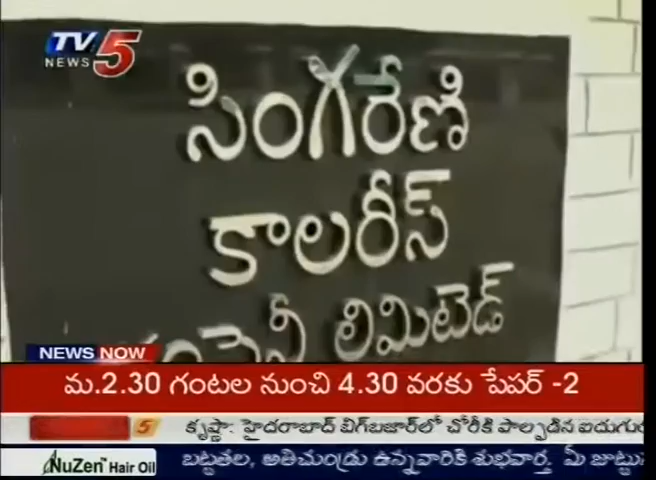 TV5
NEWS
సింగరేణి
కాలరీస్
కంపెనీ లిమిటెడ్
NEWS NOW
మ.2.30 గంటల నుంచి 4.30 వరకు పేపర్ -2
5 కృష్ణా: హైదరాబాద్ బిగ్‌బజార్‌లో చోరీకి పాల్పడిన ఐదుగురు
NuZen Hair Oil బట్టతల, అతిచుండ్రు ఉన్నవారికి శుభవార్త, మీ జుట్టు